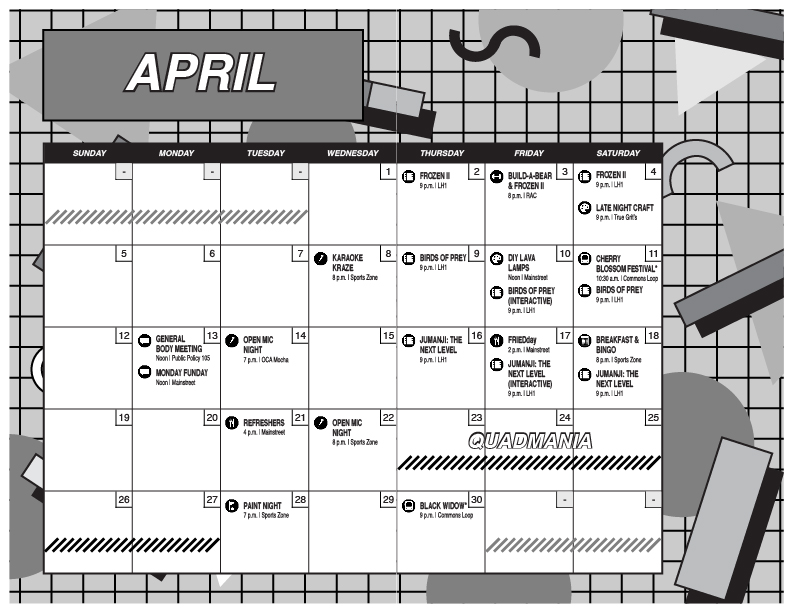 APRIL
SUNDAY MONDAY TUESDAY WEDNESDAY THURSDAY FRIDAY SATURDAY
-
-
-
1
2
FROZEN II
9 p.m. | LH1
3
BUILD-A-BEAR
& FROZEN II
8 p.m. | RAC
4
FROZEN II
9 p.m. | LH1
LATE NIGHT CRAFT
9 p.m. | True Grit's
5
6
7
8
KARAOKE
KRAZE
8 p.m. | Sports Zone
9
BIRDS OF PREY
9 p.m. | LH1
10
DIY LAVA
LAMPS
Noon | Mainstreet
BIRDS OF PREY
(INTERACTIVE)
9 p.m. | LH1
11
CHERRY
BLOSSOM FESTIVAL*
10:30 a.m. | Commons Loop
BIRDS OF PREY
9 p.m. | LH1
12
13
GENERAL
BODY MEETING
Noon | Public Policy 105
MONDAY FUNDAY
Noon | Mainstreet
14
OPEN MIC
NIGHT
7 p.m. | OCA Mocha
15
16
JUMANJI: THE
NEXT LEVEL
9 p.m. | LH1
17
FRIEDday
2 p.m. | Mainstreet
JUMANJI: THE
NEXT LEVEL
(INTERACTIVE)
9 p.m. | LH1
18
BREAKFAST &
BINGO
8 p.m. | Sports Zone
JUMANJI: THE
NEXT LEVEL
9 p.m. | LH1
19
20
21
REFRESHERS
4 p.m. | Mainstreet
22
OPEN MIC
NIGHT
8 p.m. | Sports Zone
23
24
25
QUADMANIA
26
27
28
PAINT NIGHT
7 p.m. | Sports Zone
29
30
BLACK WIDOW*
9 p.m. | Commons Loop
-
-